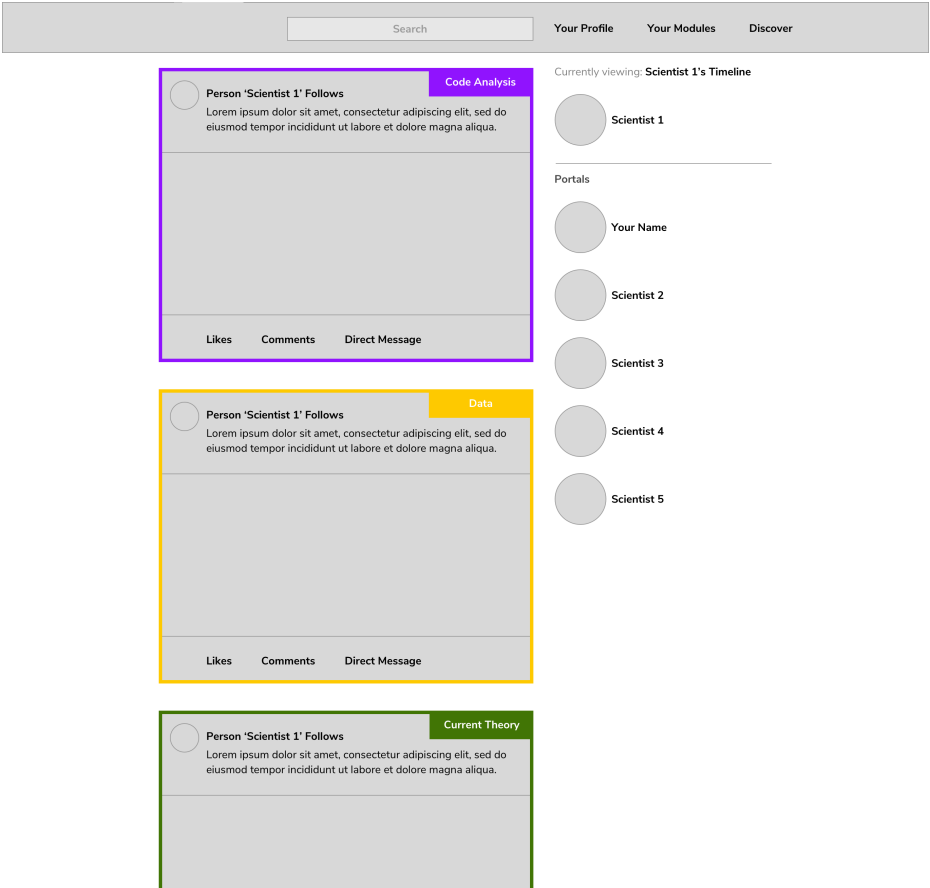 Search
Your Profile
Your Modules
Discover
Code Analysis
Person ‘Scientist 1’ Follows
Lorem ipsum dolor sit amet, consectetur adipiscing elit, sed do
eiusmod tempor incididunt ut labore et dolore magna aliqua.
Likes
Comments
Direct Message
Data
Person ‘Scientist 1’ Follows
Lorem ipsum dolor sit amet, consectetur adipiscing elit, sed do
eiusmod tempor incididunt ut labore et dolore magna aliqua.
Likes
Comments
Direct Message
Current Theory
Person ‘Scientist 1’ Follows
Lorem ipsum dolor sit amet, consectetur adipiscing elit, sed do
eiusmod tempor incididunt ut labore et dolore magna aliqua.
Currently viewing: Scientist 1’s Timeline
Scientist 1
Portals
Your Name
Scientist 2
Scientist 3
Scientist 4
Scientist 5